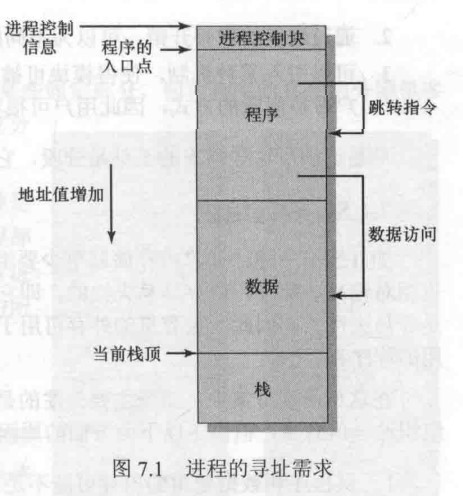 进程控制
信息
进程控制块
程序的
入口点
程序
跳转指令
地址值增加
数据访问
数据
当前栈顶
栈
图 7.1 进程的寻址需求